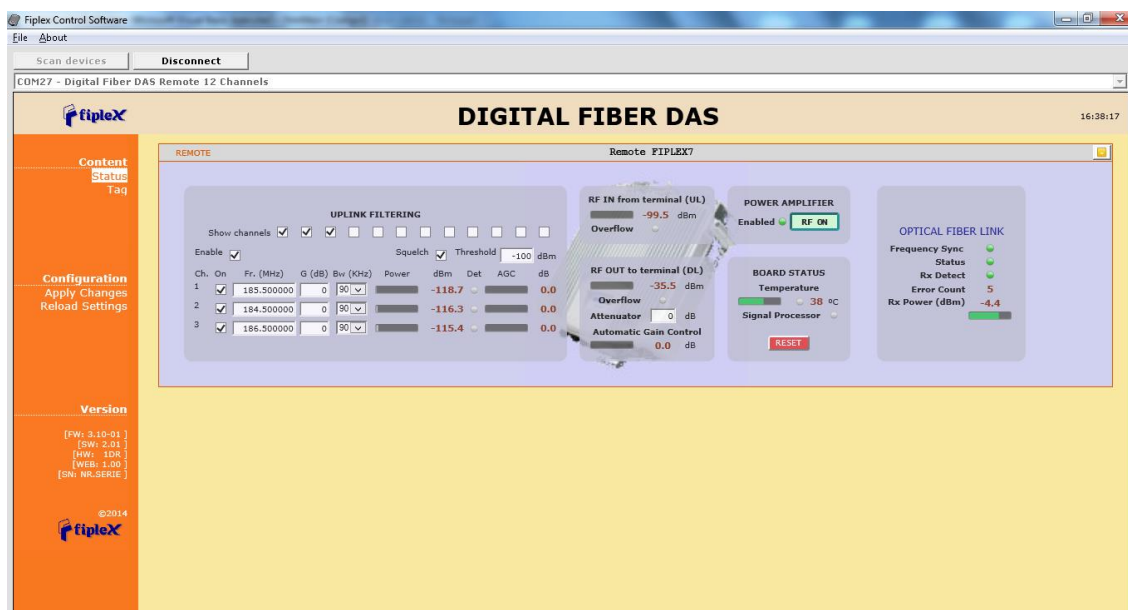 Fiplex Control Software
File About
Scan devices Disconnect
COM27 - Digital Fiber DAS Remote 12 Channels
fipleX
DIGITAL FIBER DAS
16:38:17
Content
Status
Tag
Configuration
Apply Changes
Reload Settings
Version
[FW: 3.10-01 ]
[SW: 2.01 ]
[HW: 1DR ]
[WEB: 1.00 ]
[SN: NR.SERIE ]
©2014
fipleX
REMOTE
Remote FIPLEX7
UPLINK FILTERING
Show channels
Enable Squelch Threshold -100 dBm
Ch. On Fr. (MHz) G (dB) Bw (KHz) Power dBm Det AGC dB
1 185.500000 0 90 -118.7 0.0
2 184.500000 0 90 -116.3 0.0
3 186.500000 0 90 -115.4 0.0
RF IN from terminal (UL)
-99.5 dBm
Overflow
RF OUT to terminal (DL)
-35.5 dBm
Overflow
Attenuator 0 dB
Automatic Gain Control
0.0 dB
POWER AMPLIFIER
Enabled RF ON
BOARD STATUS
Temperature
38 ºC
Signal Processor
RESET
OPTICAL FIBER LINK
Frequency Sync
Status
Rx Detect
Error Count 5
Rx Power (dBm) -4.4